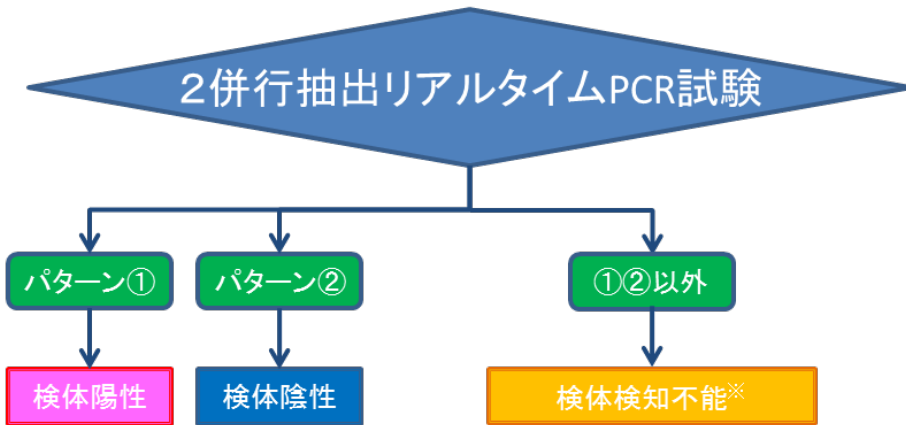 ２併行抽出リアルタイムPCR試験
パターン①
パターン②
①②以外
検体陽性
検体陰性
検体検知不能※